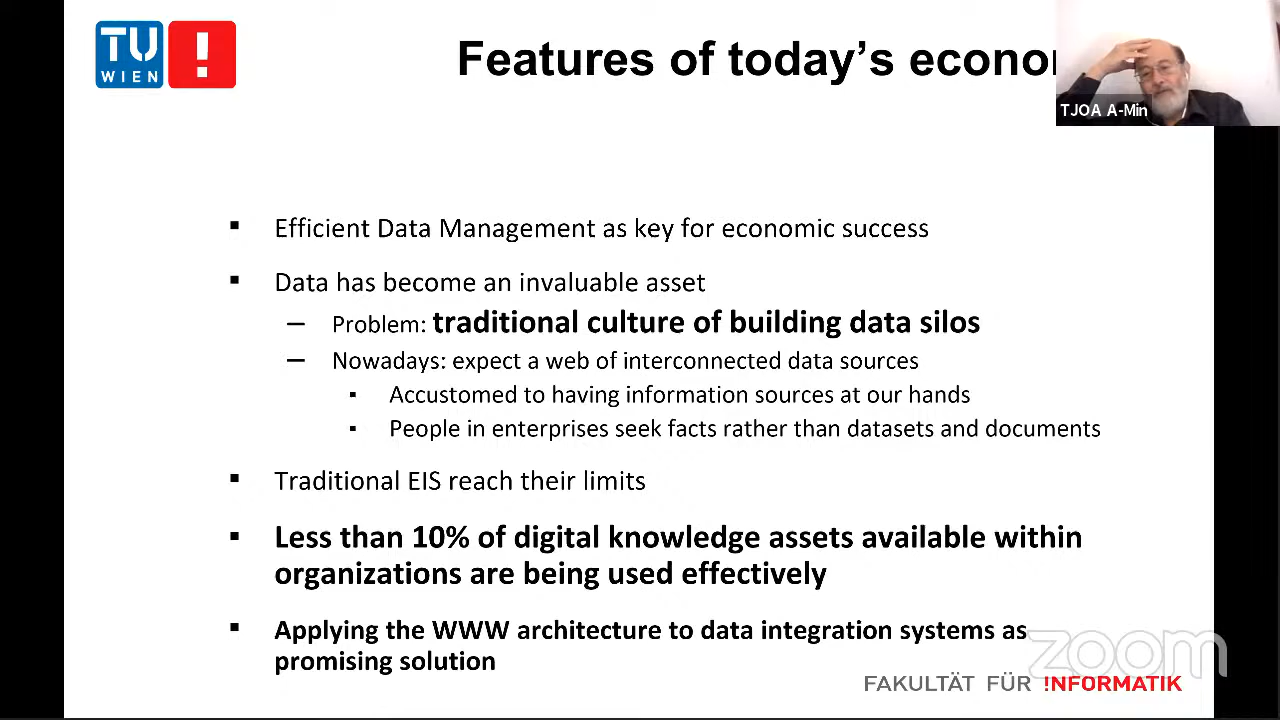 TU
WIEN
!
Features of today's econo
TJOA A-Min
Efficient Data Management as key for economic success
Data has become an invaluable asset
Problem: traditional culture of building data silos
Nowadays: expect a web of interconnected data sources
Accustomed to having information sources at our hands
People in enterprises seek facts rather than datasets and documents
Traditional EIS reach their limits
Less than 10% of digital knowledge assets available within
organizations are being used effectively
Applying the WWW architecture to data integration systems as
promising solution
zoom
FAKULTÄT FÜR !NFORMATIK